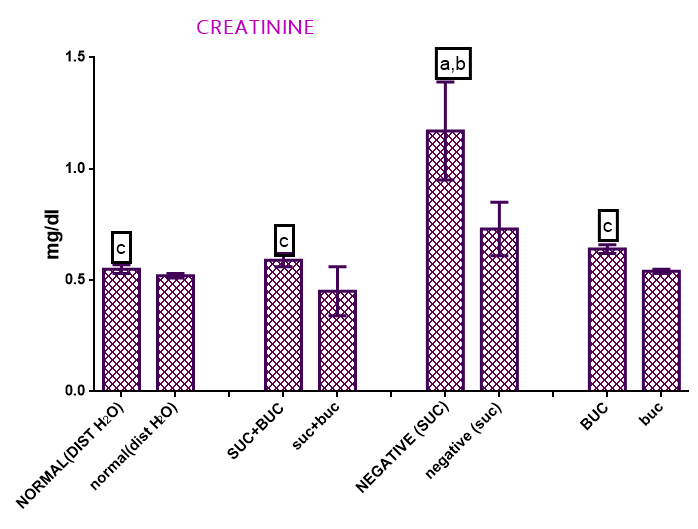 CREATININE
mg/dl
1.5
1.0
0.5
0.0
c
c
a,b
c
NORMAL(DIST H₂O)
normal(dist H₂O)
SUC+BUC
suc+buc
NEGATIVE (SUC)
negative (suc)
BUC
buc